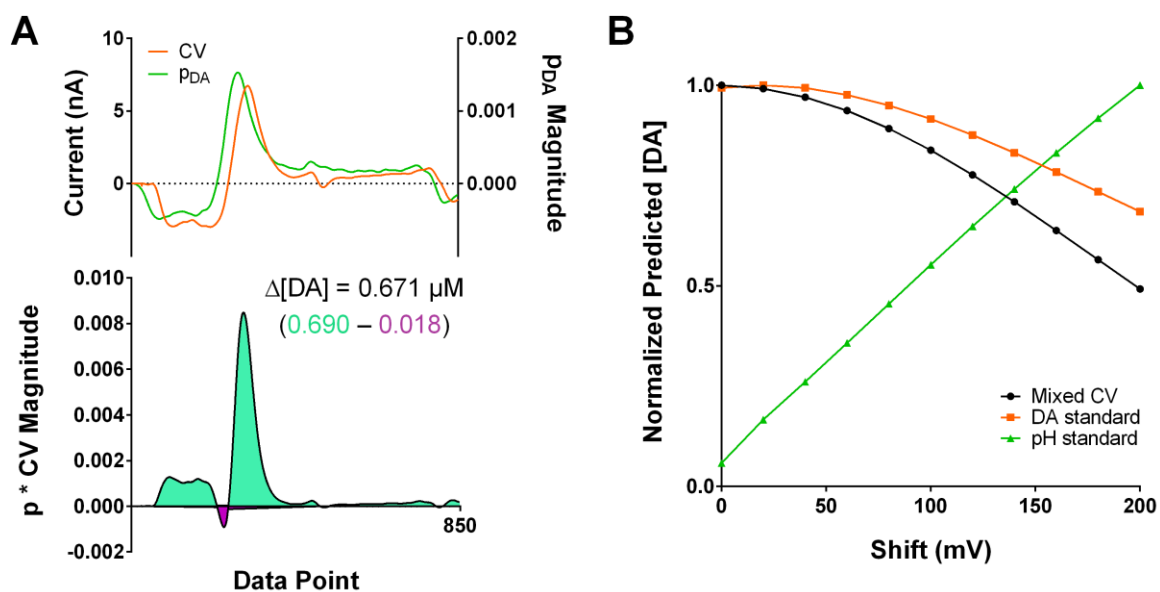 A
CV
pDA
10
5
0
Current (nA)
0.002
0.001
0.000
pDA Magnitude
0.010
0.008
0.006
0.004
0.002
0.000
-0.002
p * CV Magnitude
Δ[DA] = 0.671 µM
(0.690 – 0.018)
850
Data Point
B
1.0
0.5
0.0
Normalized Predicted [DA]
Mixed CV
DA standard
pH standard
0
50
100
150
200
Shift (mV)